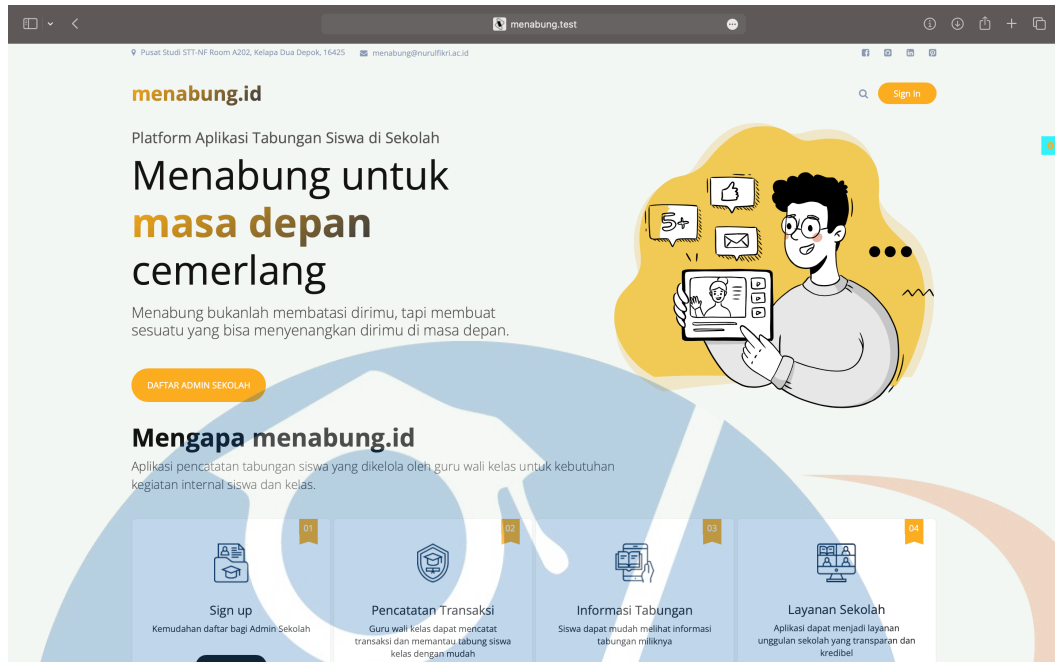 menabung.test
Pusat Studi STT-NF Room A202, Kelapa Dua Depok, 16425
menabung@nurulfikri.ac.id
menabung.id
Sign In
Platform Aplikasi Tabungan Siswa di Sekolah
Menabung untuk
masa depan
cemerlang
Menabung bukanlah membatasi dirimu, tapi membuat
sesuatu yang bisa menyenangkan dirimu di masa depan.
5+
DAFTAR ADMIN SEKOLAH
Mengapa menabung.id
Aplikasi pencatatan tabungan siswa yang dikelola oleh guru wali kelas untuk kebutuhan
kegiatan internal siswa dan kelas.
01
Sign up
Kemudahan daftar bagi Admin Sekolah
02
Pencatatan Transaksi
Guru wali kelas dapat mencatat
transaksi dan memantau tabung siswa
kelas dengan mudah
03
Informasi Tabungan
Siswa dapat mudah melihat informasi
tabungan miliknya
04
Layanan Sekolah
Aplikasi dapat menjadi layanan
unggulan sekolah yang transparan dan
kredibel